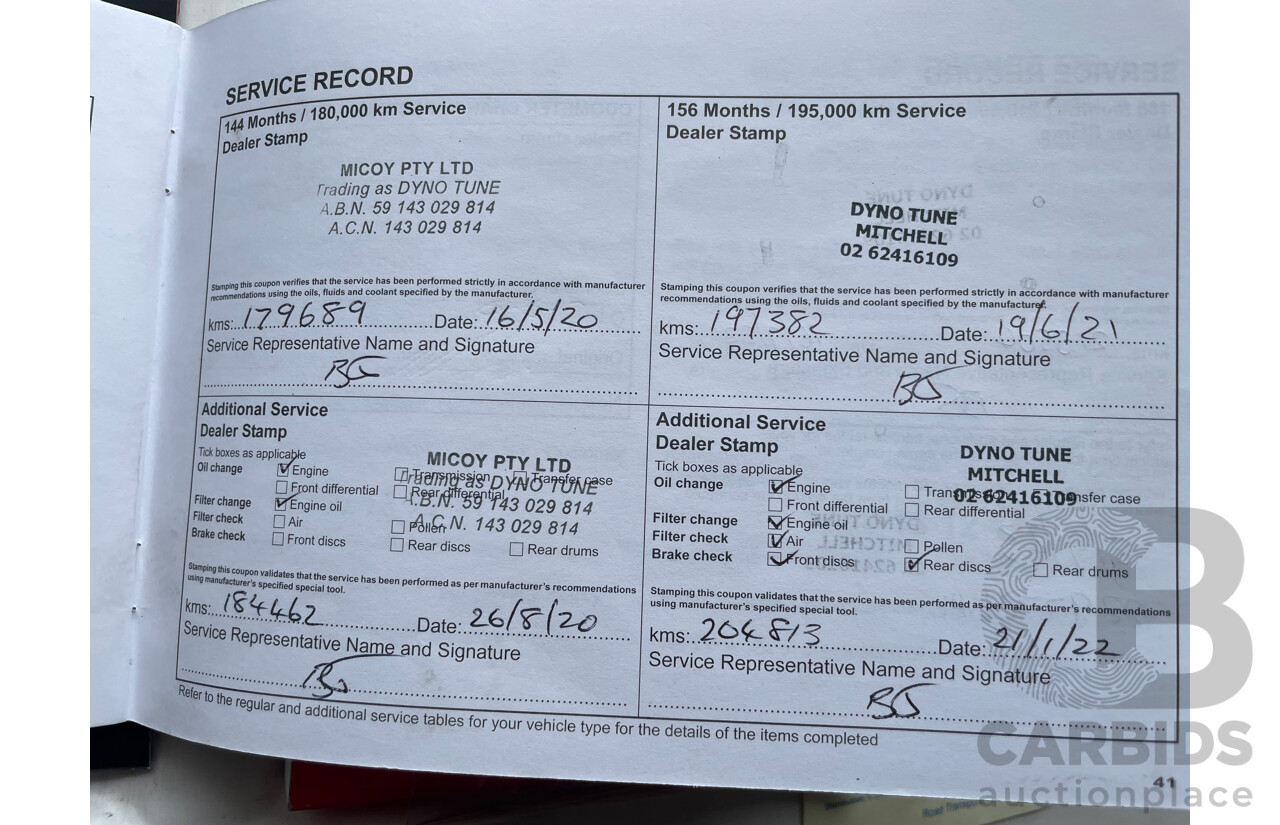 SERVICE RECORD
144 Months / 180,000 km Service
Dealer Stamp
MICOY PTY LTD
Trading as DYNO TUNE
A.B.N. 59 143 029 814
A.C.N. 143 029 814
Stamping this coupon verifies that the service has been performed strictly in accordance with manufacturer
recommendations using the oils, fluids and coolant specified by the manufacturer.
kms: 179689 Date: 16/5/20
Service Representative Name and Signature
Additional Service
Dealer Stamp
MICOY PTY LTD
Trading as DYNO TUNE
A.B.N. 59 143 029 814
A.C.N. 143 029 814
Tick boxes as applicable
Oil change Engine Transmission Transfer case
Front differential Rear differential
Filter change Engine oil
Filter check Air Pollen
Brake check Front discs Rear discs Rear drums
Stamping this coupon validates that the service has been performed as per manufacturer's recommendations
using manufacturer's specified special tool.
kms: 184462 Date: 26/8/20
Service Representative Name and Signature
156 Months / 195,000 km Service
Dealer Stamp
DYNO TUNE
MITCHELL
02 62416109
Stamping this coupon verifies that the service has been performed strictly in accordance with manufacturer
recommendations using the oils, fluids and coolant specified by the manufacturer.
kms: 197382 Date: 19/6/21
Service Representative Name and Signature
BG
Additional Service
Dealer Stamp
DYNO TUNE
MITCHELL
02 62416109
Tick boxes as applicable
Oil change Engine Transmission Transfer case
Front differential Rear differential
Filter change Engine oil
Filter check Air Pollen
Brake check Front discs Rear discs Rear drums
Stamping this coupon validates that the service has been performed as per manufacturer's recommendations
using manufacturer's specified special tool.
kms: 204813 Date: 21/1/22
Service Representative Name and Signature
Refer to the regular and additional service tables for your vehicle type for the details of the items completed
41
CARBIDS
auctionplace